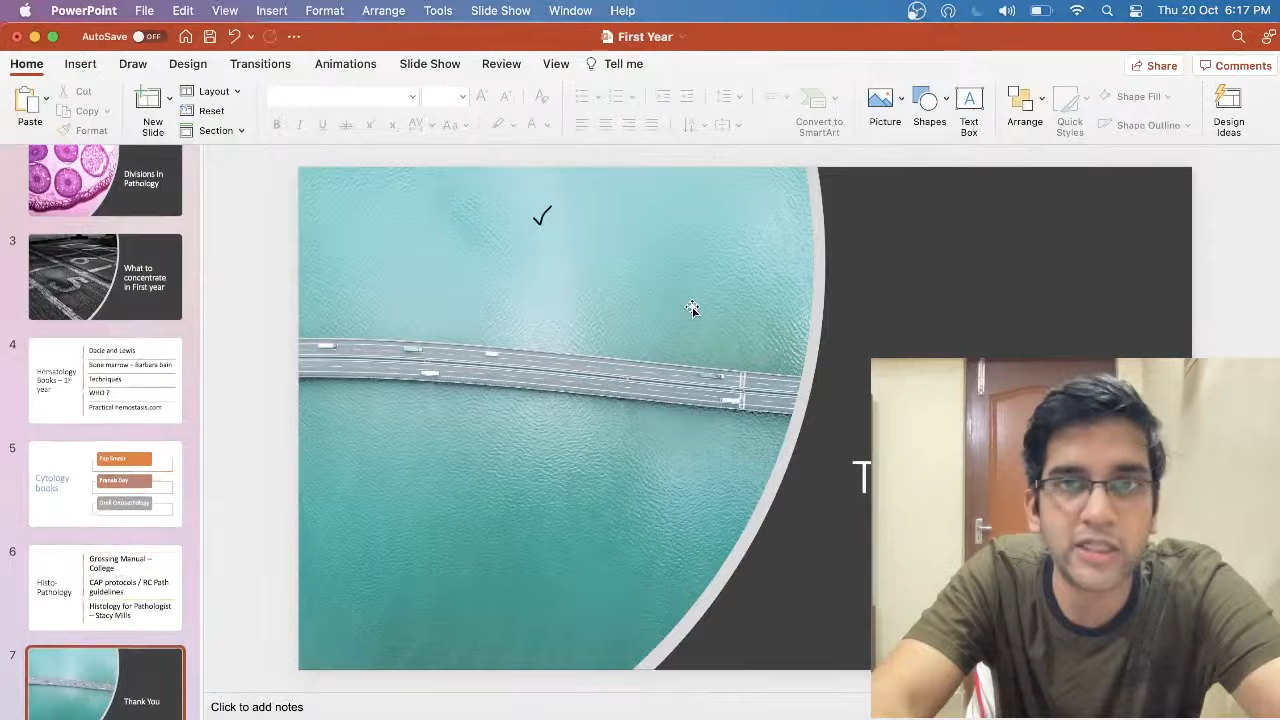 PowerPoint File Edit View Insert Format Arrange Tools Slide Show Window Help Thu 20 Oct 6:17 PM
AutoSave OFF First Year
Home Insert Draw Design Transitions Animations Slide Show Review View Tell me Share Comments
Paste Cut Copy Format
New Slide Layout Reset Section
B I U ab x x AV Aa A
Convert to SmartArt
Picture Shapes Text Box
Arrange Quick Styles Shape Fill Shape Outline
Design Ideas
Divisions in
Pathology
3
What to
concentrate
in First year
4
Hematology
Books – 1st
year
Dacie and Lewis
Bone marrow – Barbara bain
Techniques
WHO ?
Practical hemostasis.com
5
Cytology
books
Pap Smear
Pranab Dey
Orell Cytopathology
6
Histo-
Pathology
Grossing Manual –
College
CAP protocols / RC Path
guidelines
Histology for Pathologist
– Stacy Mills
7
Thank You
T
Click to add notes